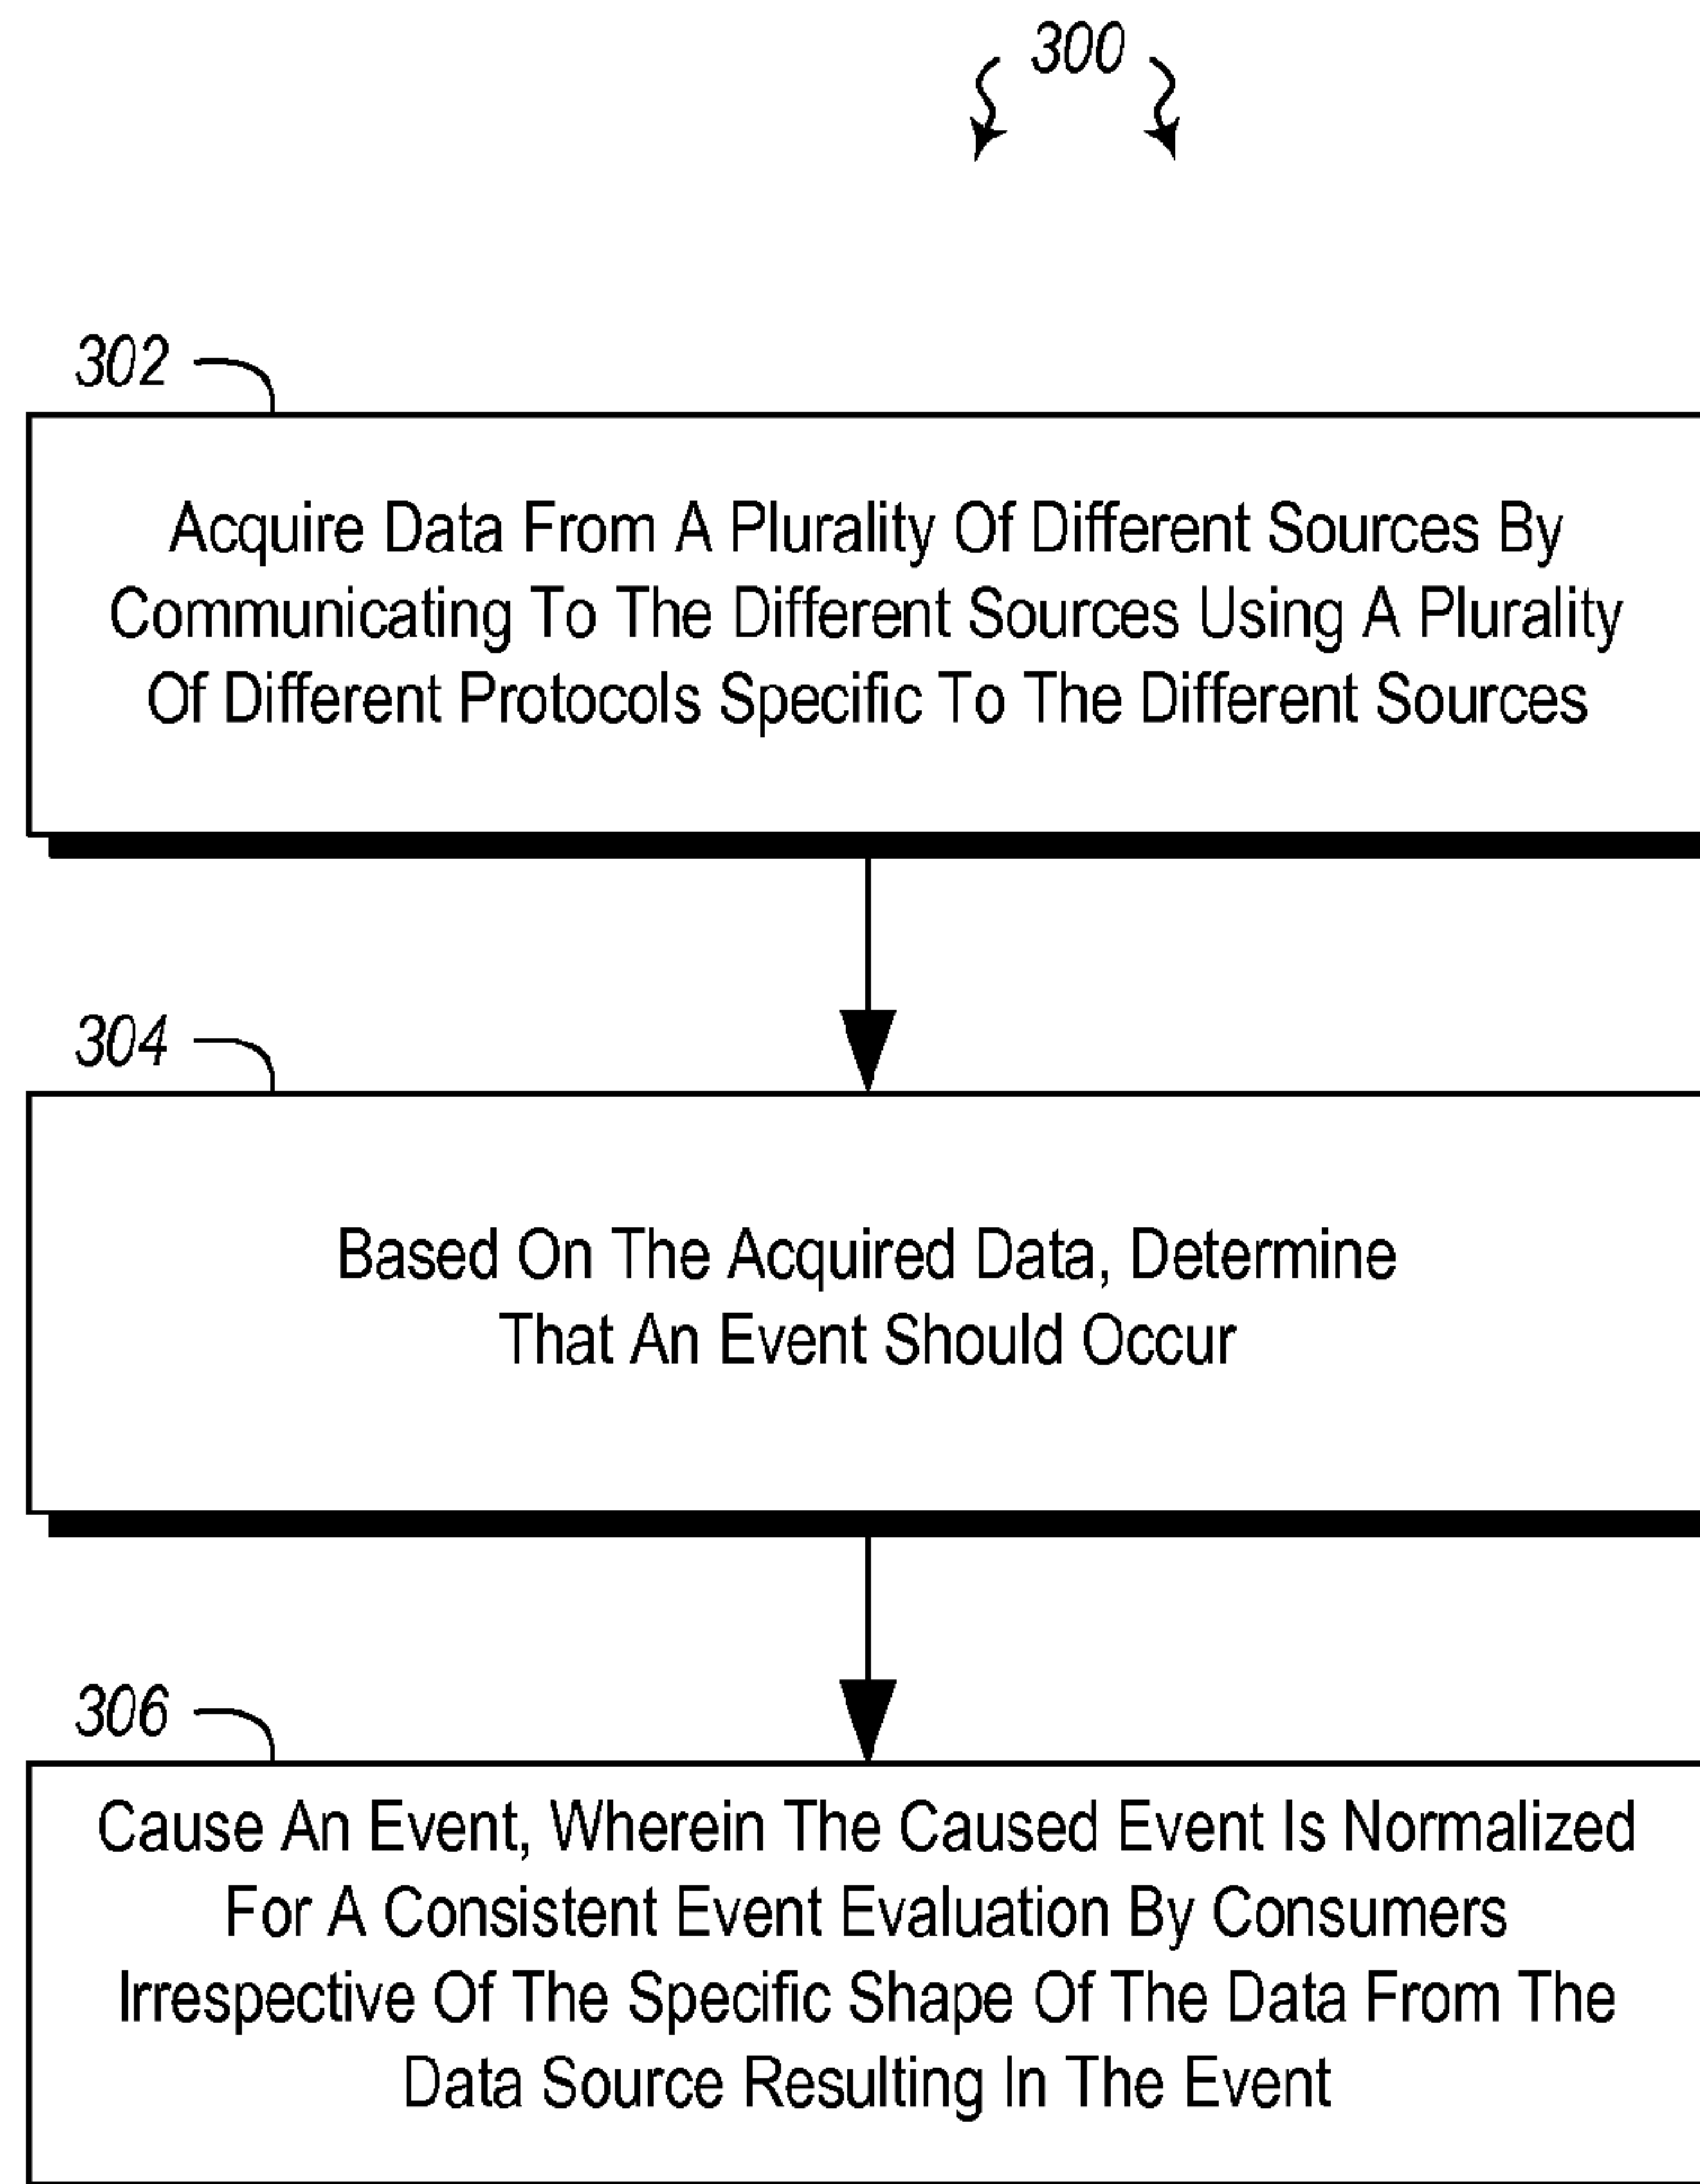 300
302
Acquire Data From A Plurality Of Different Sources By
Communicating To The Different Sources Using A Plurality
Of Different Protocols Specific To The Different Sources
304
Based On The Acquired Data, Determine
That An Event Should Occur
306
Cause An Event, Wherein The Caused Event Is Normalized
For A Consistent Event Evaluation By Consumers
Irrespective Of The Specific Shape Of The Data From The
Data Source Resulting In The Event